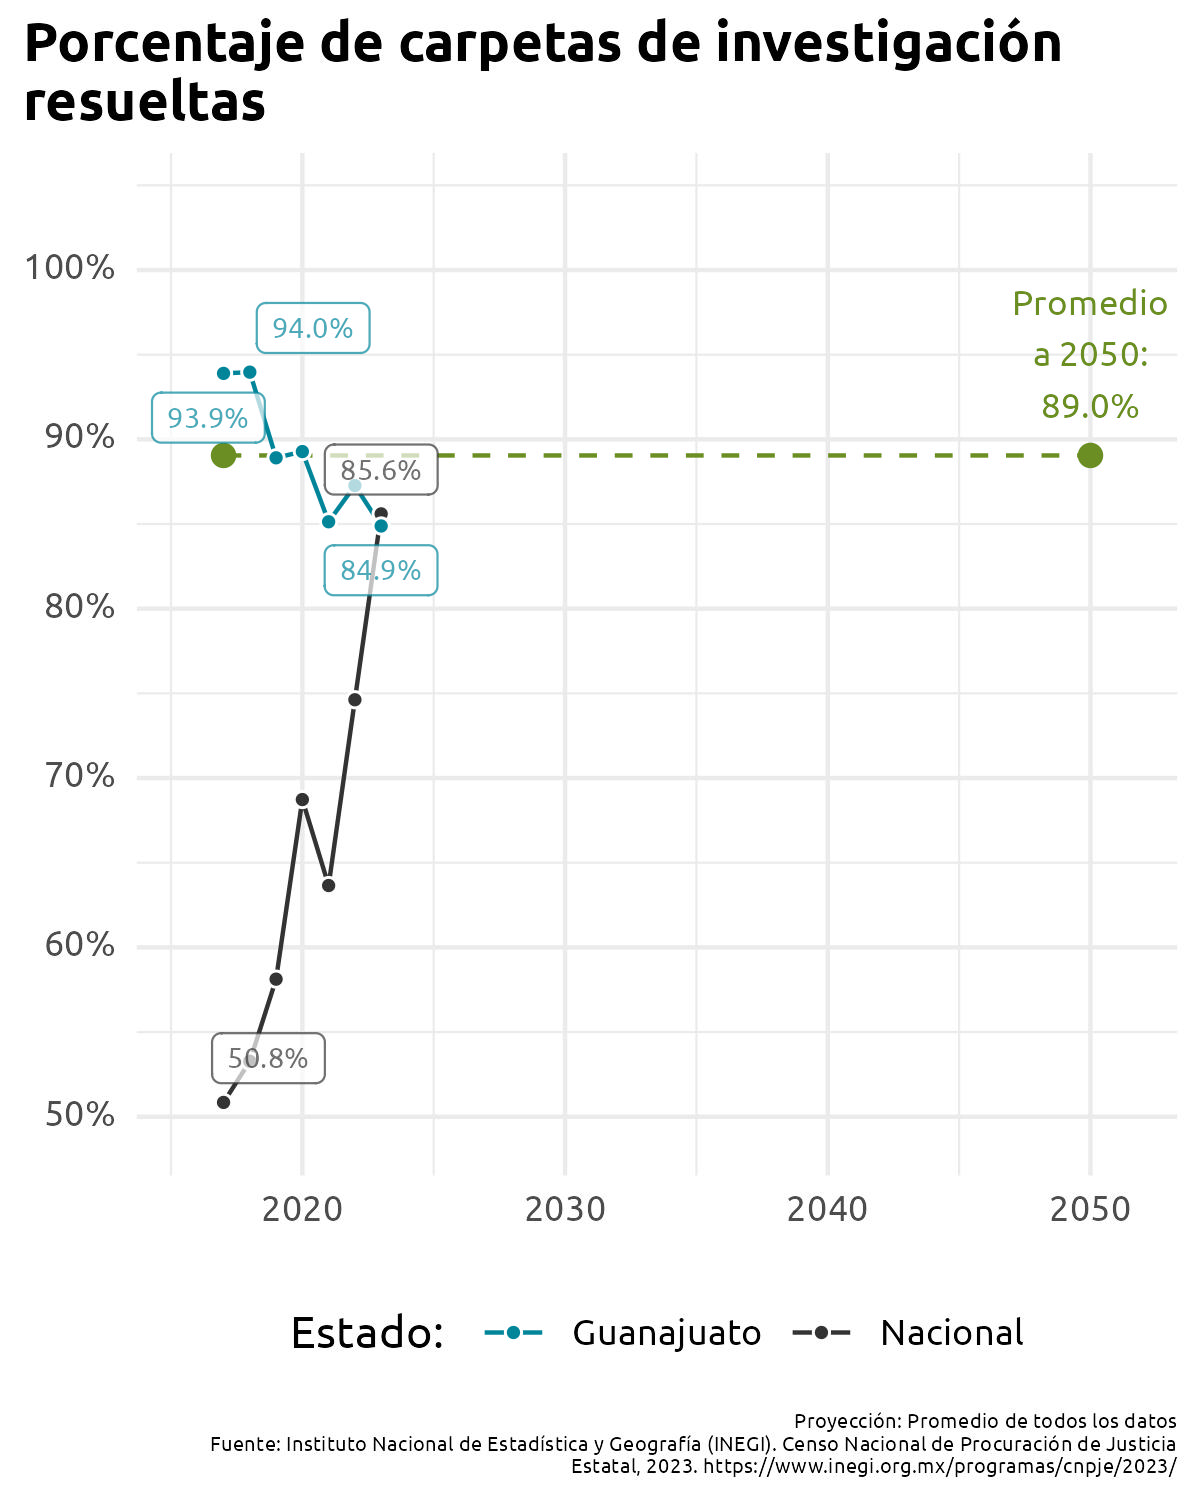 Porcentaje de carpetas de investigación
resueltas
100%
90%
80%
70%
60%
50%
94.0%
93.9%
85.6%
84.9%
50.8%
Promedio
a 2050:
89.0%
2020
2030
2040
2050
Estado:
Guanajuato
Nacional
Proyección: Promedio de todos los datos
Fuente: Instituto Nacional de Estadística y Geografía (INEGI). Censo Nacional de Procuración de Justicia
Estatal, 2023. https://www.inegi.org.mx/programas/cnpje/2023/